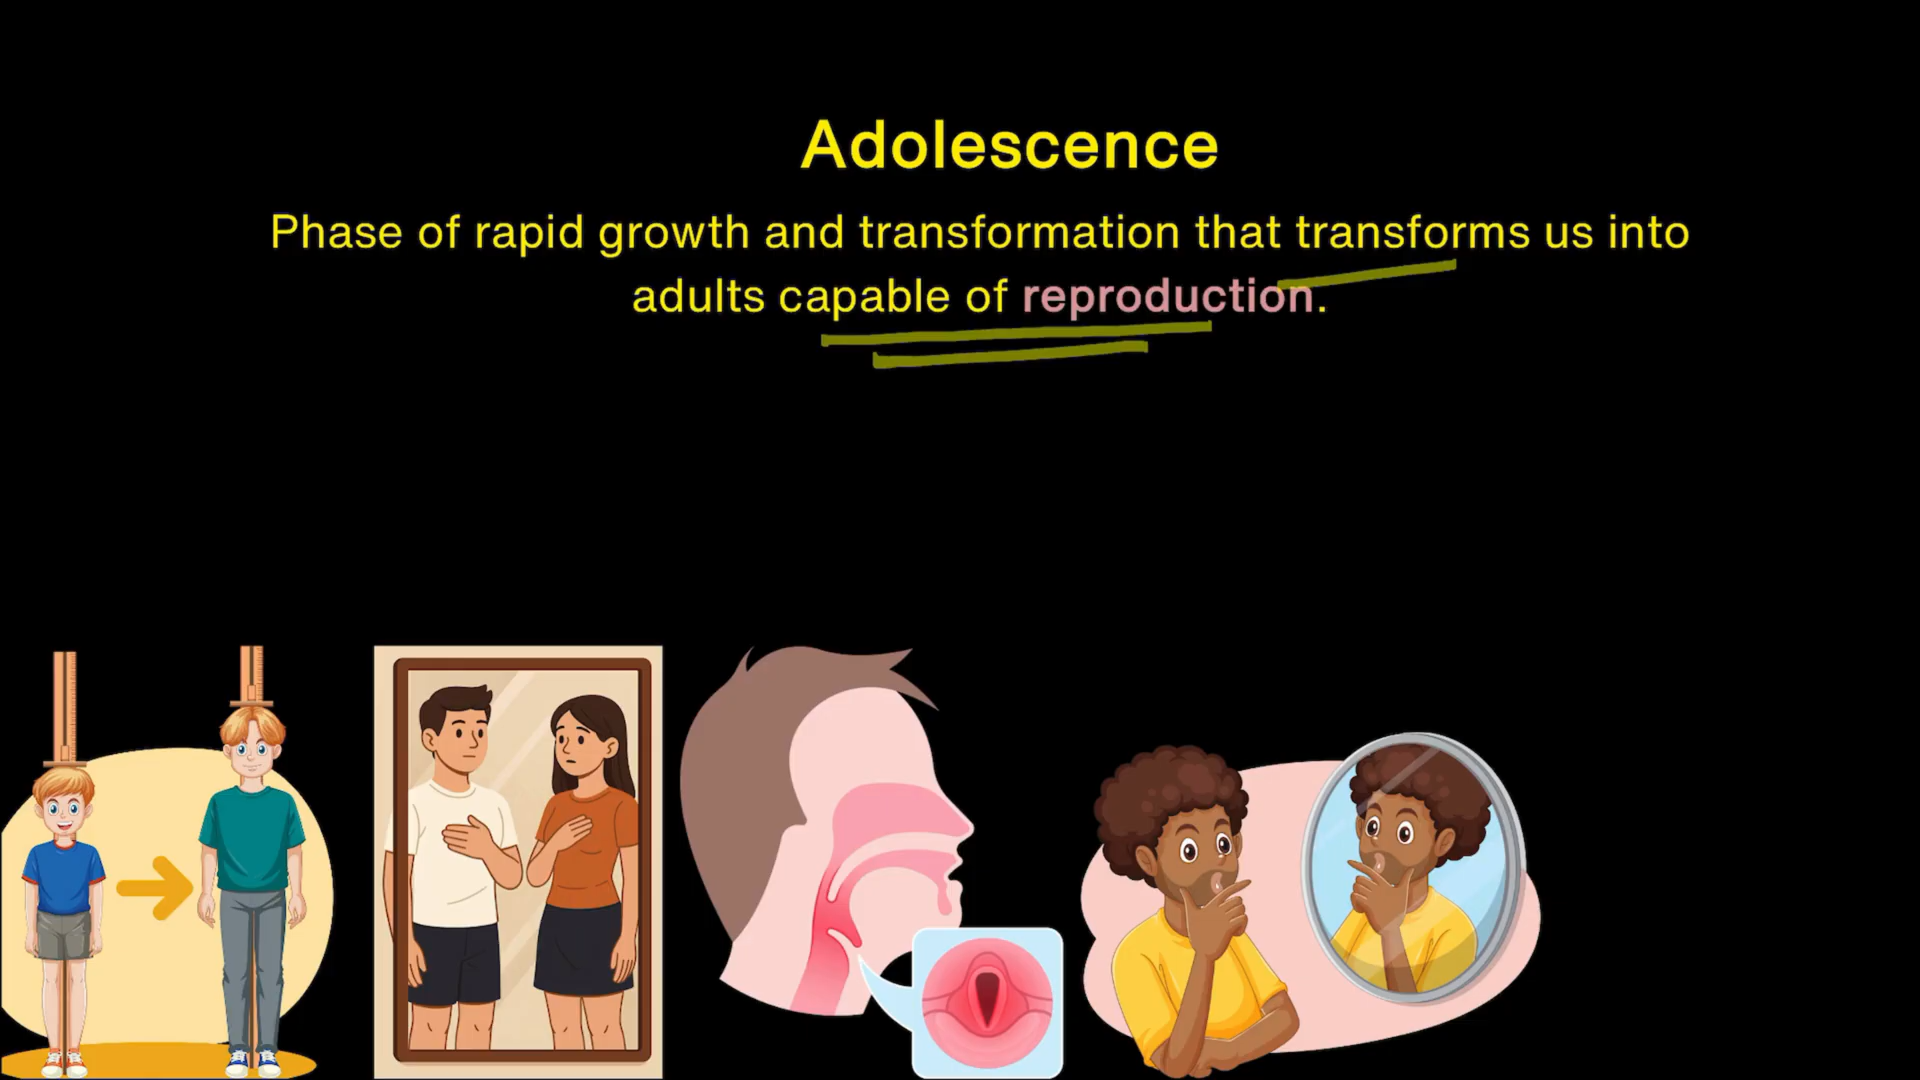 Adolescence
Phase of rapid growth and transformation that transforms us into
adults capable of reproduction.